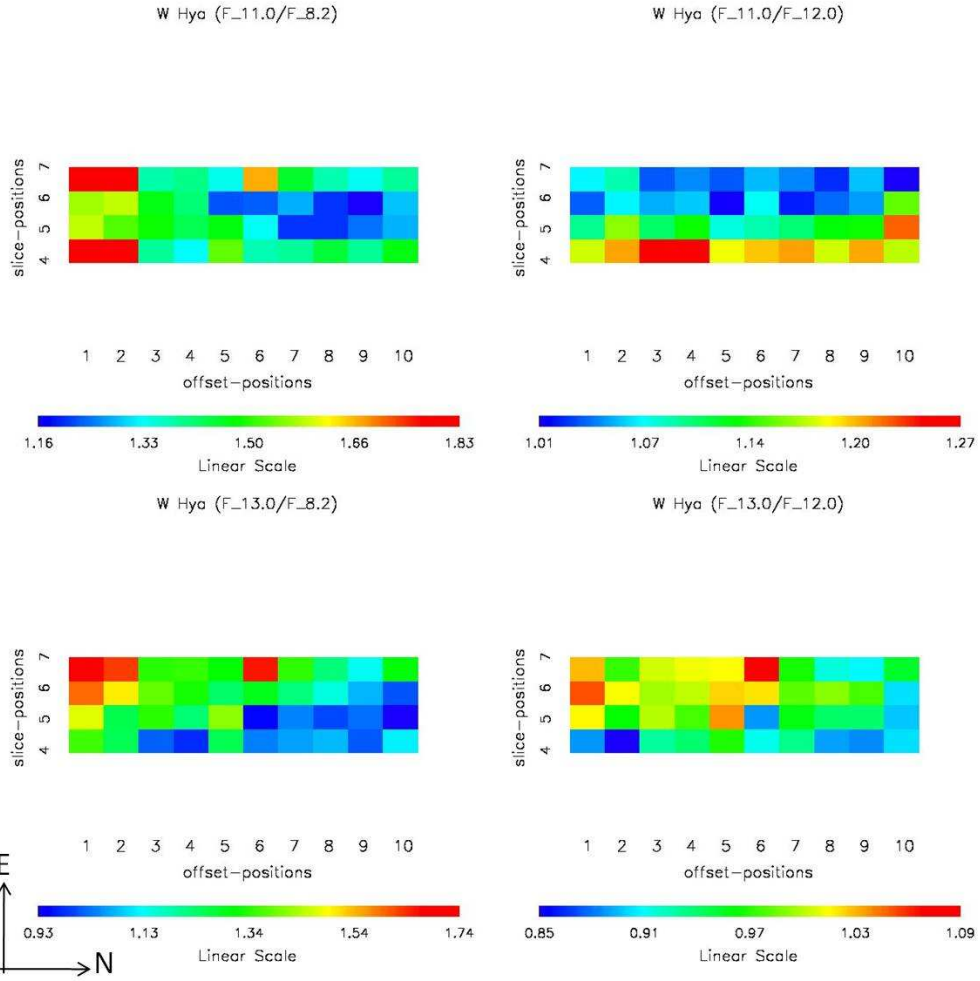 W Hya (F_11.0/F_8.2)
slice-positions
7
6
5
4
1 2 3 4 5 6 7 8 9 10
offset-positions
1.16 1.33 1.50 1.66 1.83
Linear Scale
W Hya (F_11.0/F_12.0)
slice-positions
7
6
5
4
1 2 3 4 5 6 7 8 9 10
offset-positions
1.01 1.07 1.14 1.20 1.27
Linear Scale
W Hya (F_13.0/F_8.2)
slice-positions
7
6
5
4
1 2 3 4 5 6 7 8 9 10
offset-positions
0.93 1.13 1.34 1.54 1.74
Linear Scale
W Hya (F_13.0/F_12.0)
slice-positions
7
6
5
4
1 2 3 4 5 6 7 8 9 10
offset-positions
0.85 0.91 0.97 1.03 1.09
Linear Scale
E
N